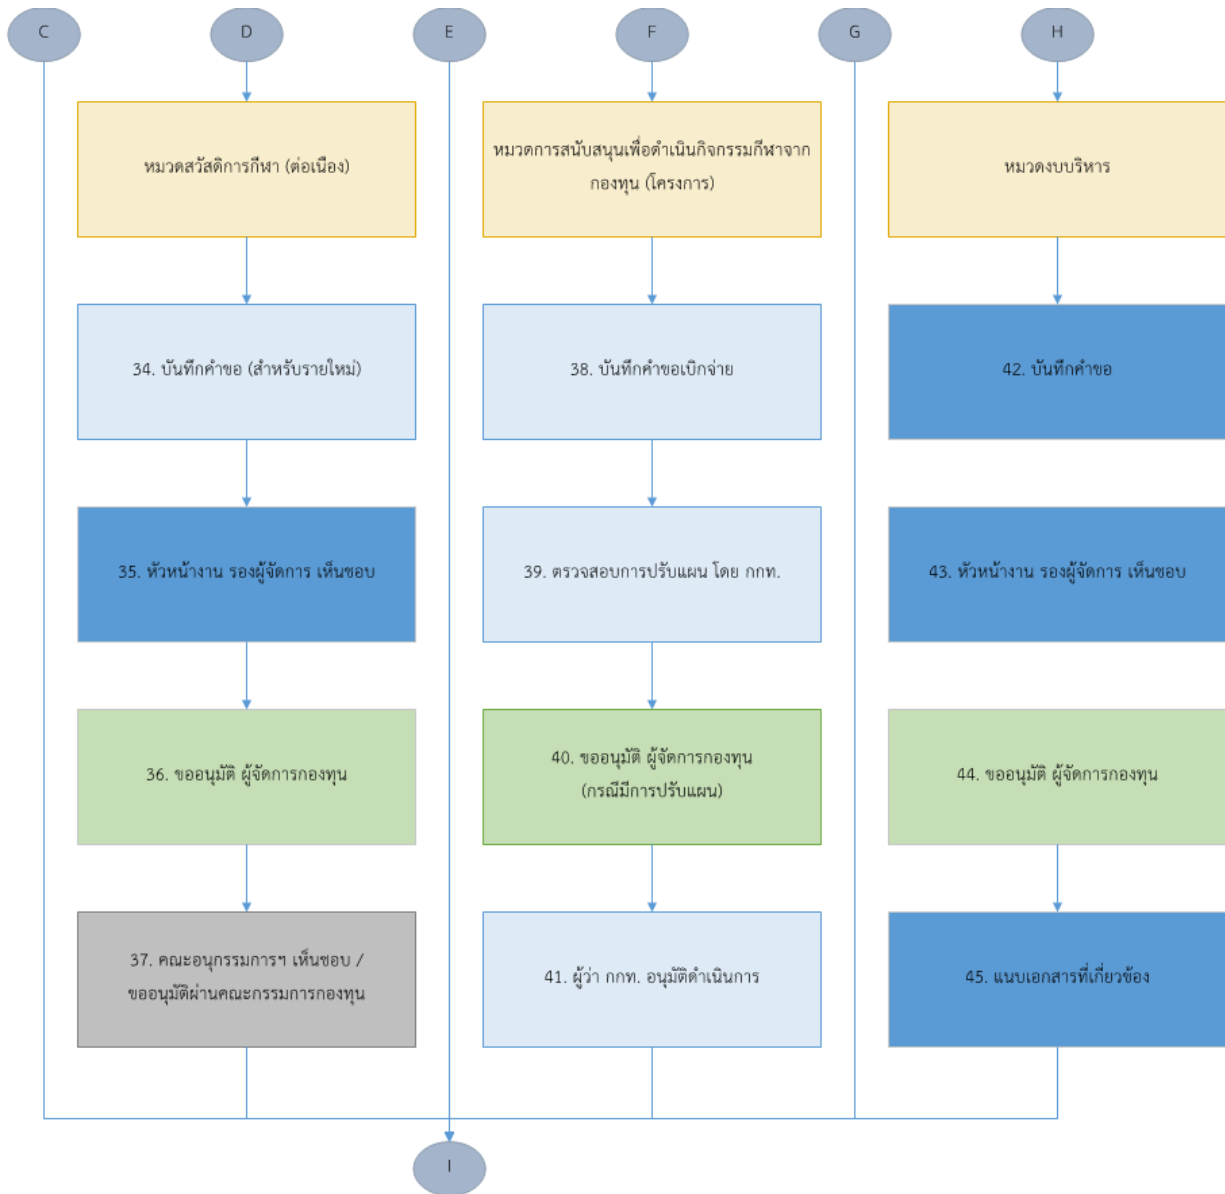 C
D
E
F
G
H
หมวดสวัสดิการกีฬา (ต่อเนื่อง)
หมวดการสนับสนุนเพื่อดำเนินกิจกรรมกีฬาจาก
กองทุน (โครงการ)
หมวดงบบริหาร
34. บันทึกคำขอ (สำหรับรายใหม่)
38. บันทึกคำขอเบิกจ่าย
42. บันทึกคำขอ
35. หัวหน้างาน รองผู้จัดการ เห็นชอบ
39. ตรวจสอบการปรับแผน โดย กกท.
43. หัวหน้างาน รองผู้จัดการ เห็นชอบ
36. ขออนุมัติ ผู้จัดการกองทุน
40. ขออนุมัติ ผู้จัดการกองทุน
(กรณีมีการปรับแผน)
44. ขออนุมัติ ผู้จัดการกองทุน
37. คณะอนุกรรมการฯ เห็นชอบ /
ขออนุมัติผ่านคณะกรรมการกองทุน
41. ผู้ว่า กกท. อนุมัติดำเนินการ
45. แนบเอกสารที่เกี่ยวข้อง
I